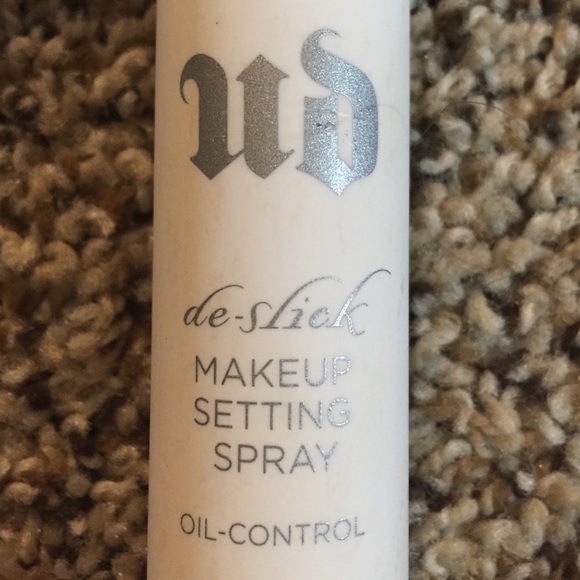 UD
de-slick
MAKEUP
SETTING
SPRAY
OIL-CONTROL